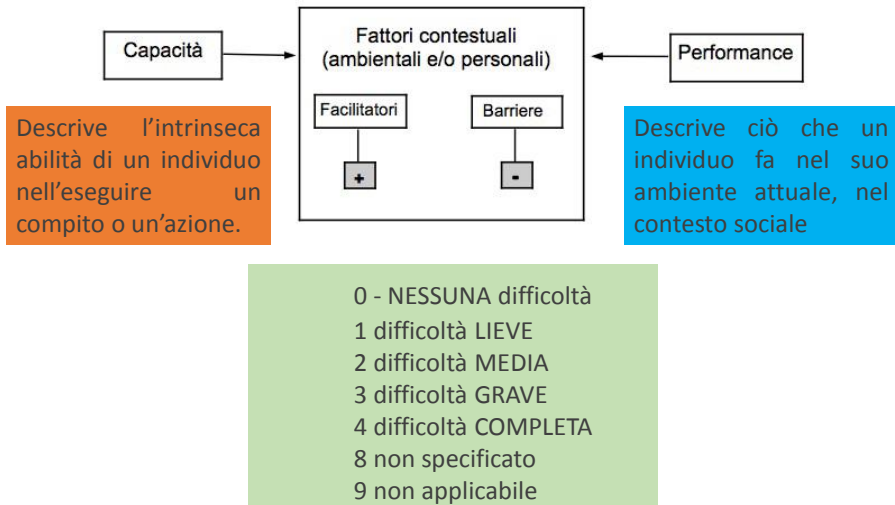 Capacità
Fattori contestuali
(ambientali e/o personali)
Performance
Facilitatori
Barriere
+
-
Descrive l'intrinseca
abilità di un individuo
nell'eseguire un
compito o un'azione.
Descrive ciò che un
individuo fa nel suo
ambiente attuale, nel
contesto sociale
0 - NESSUNA difficoltà
1 difficoltà LIEVE
2 difficoltà MEDIA
3 difficoltà GRAVE
4 difficoltà COMPLETA
8 non specificato
9 non applicabile